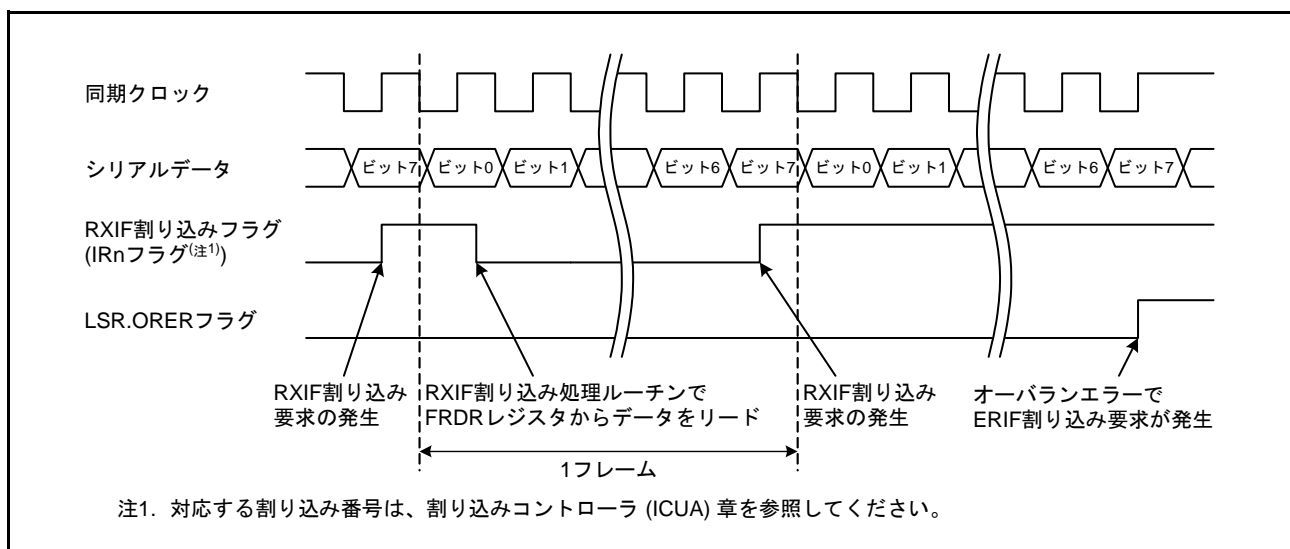 同期クロック
シリアルデータ
ビット7 ビット0 ビット1 ビット6 ビット7 ビット0 ビット1 ビット6 ビット7
RXIF割り込みフラグ
(IRnフラグ(注1))
LSR.ORERフラグ
RXIF割り込み
要求の発生
RXIF割り込み処理ルーチンで
FRDRレジスタからデータをリード
RXIF割り込み
要求の発生
オーバランエラーで
ERIF割り込み要求が発生
1フレーム
注1. 対応する割り込み番号は、割り込みコントローラ (ICUA) 章を参照してください。